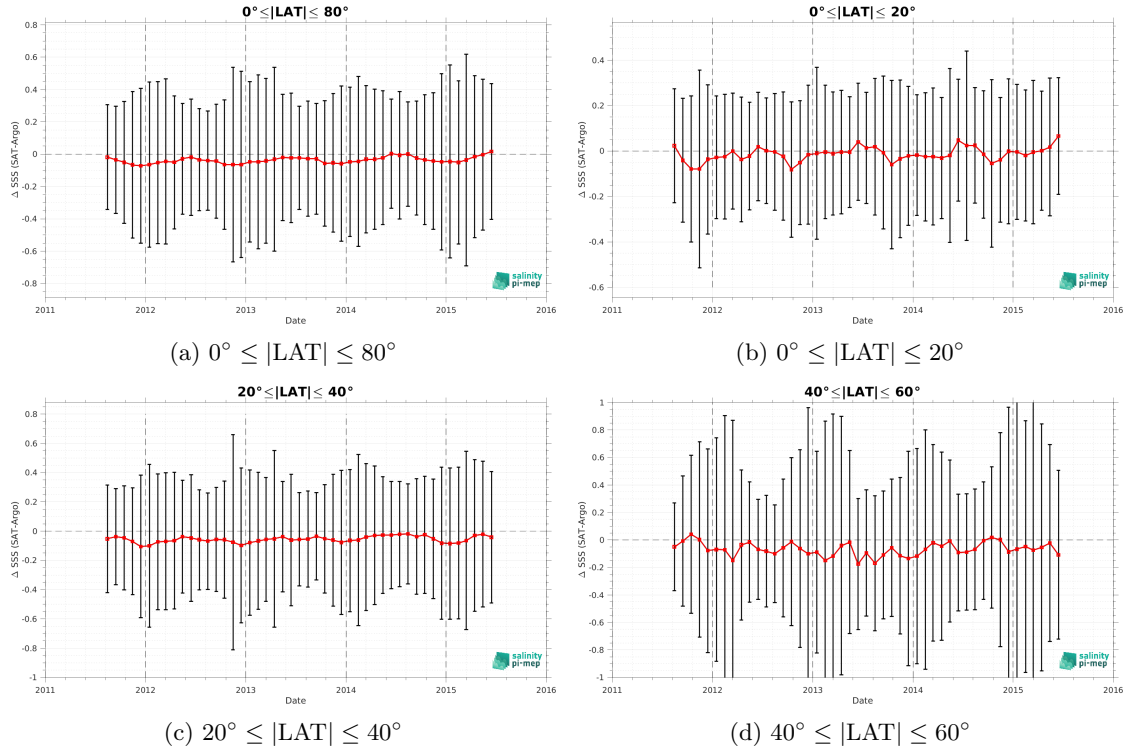 0°≤|LAT|≤ 80°
0.8
0.6
0.4
0.2
0
-0.2
-0.4
-0.6
-0.8
Δ SSS (SAT-Argo)
2011
2012
2013
2014
2015
2016
Date
salinity
pi-mep
(a) 0° ≤ |LAT| ≤ 80°
0°≤|LAT|≤ 20°
0.4
0.2
0
-0.2
-0.4
-0.6
Δ SSS (SAT-Argo)
2011
2012
2013
2014
2015
2016
Date
salinity
pi-mep
(b) 0° ≤ |LAT| ≤ 20°
20°≤|LAT|≤ 40°
0.8
0.6
0.4
0.2
0
-0.2
-0.4
-0.6
-0.8
-1
Δ SSS (SAT-Argo)
2011
2012
2013
2014
2015
2016
Date
salinity
pi-mep
(c) 20° ≤ |LAT| ≤ 40°
40°≤|LAT|≤ 60°
1
0.8
0.6
0.4
0.2
0
-0.2
-0.4
-0.6
-0.8
-1
Δ SSS (SAT-Argo)
2011
2012
2013
2014
2015
2016
Date
salinity
pi-mep
(d) 40° ≤ |LAT| ≤ 60°